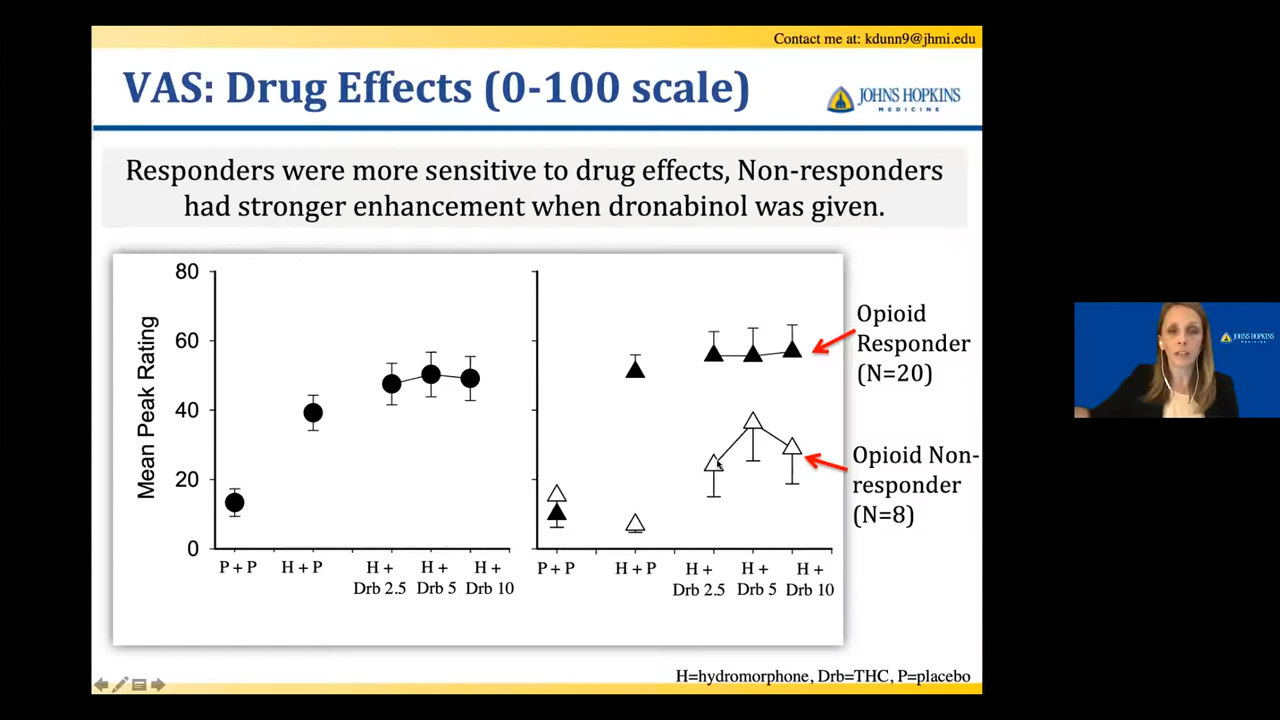 Contact me at: kdunn9@jhmi.edu
VAS: Drug Effects (0-100 scale)
JOHNS HOPKINS
MEDICINE
Responders were more sensitive to drug effects, Non-responders
had stronger enhancement when dronabinol was given.
Mean Peak Rating
80
60
40
20
0
P + P
H + P
H +
Drb 2.5
H +
Drb 5
H +
Drb 10
P + P
H + P
H +
Drb 2.5
H +
Drb 5
H +
Drb 10
Opioid
Responder
(N=20)
Opioid Non-
responder
(N=8)
H=hydromorphone, Drb=THC, P=placebo
JOHNS HOPKINS